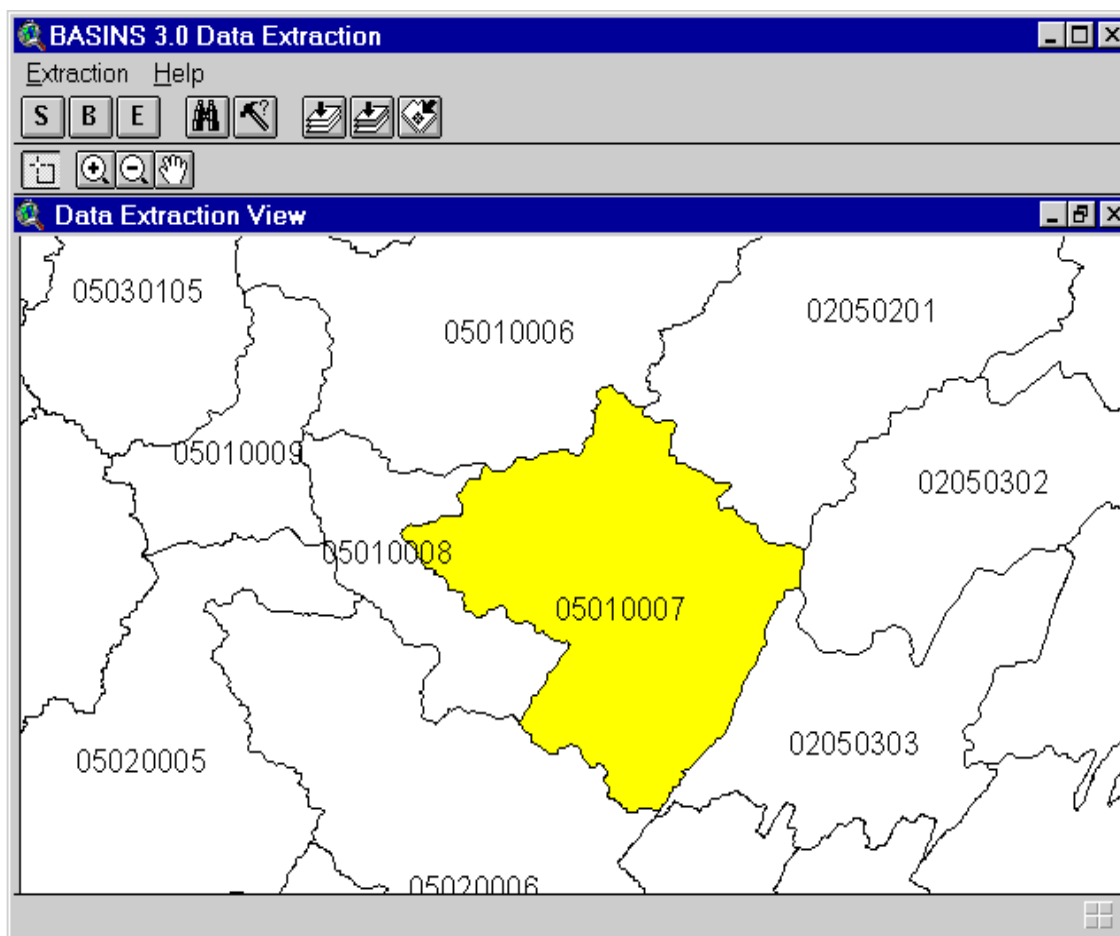 BASINS 3.0 Data Extraction
Extraction Help
S B E
Data Extraction View
05030105
05010006
02050201
05010009
02050302
05010008
05010007
02050303
05020005
05020006